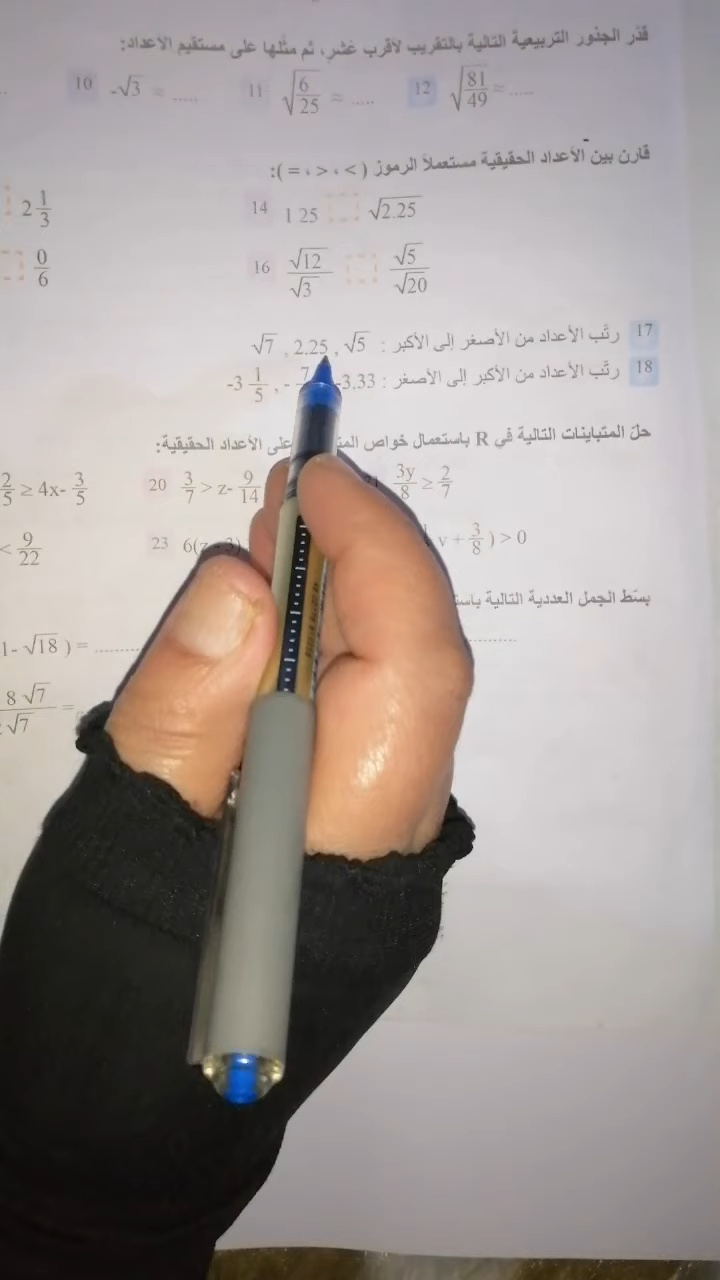 قدّر الجذور التربيعية التالية بالتقريب لأقرب عُشر، ثم مثّلها على مستقيم الأعداد:
12 √(81/49) ≈ ..... 11 √(6/25) ≈ ..... 10 -√3 ≈ .....
قارن بين الأعداد الحقيقية مستعملاً الرموز ( > ، < ، = ):
14 1.25 √2.25 2 1/3
16 √12/√3 √5/√20 0/6
17 رتّب الأعداد من الأصغر إلى الأكبر : √5 , 2.25 , √7
18 رتّب الأعداد من الأكبر إلى الأصغر : -3.33 -3 1/5 , -
حلّ المتباينات التالية في R باستعمال خواص على الأعداد الحقيقية:
3y/8 ≥ 2/7 20 3/7 > z- 9/14 2/5 ≥ 4x- 3/5
v + 3/8 ) > 0 23 6(z < 9/22
بسّط الجمل العددية التالية
1- √18 ) = ..........
8 √7 / √7 =